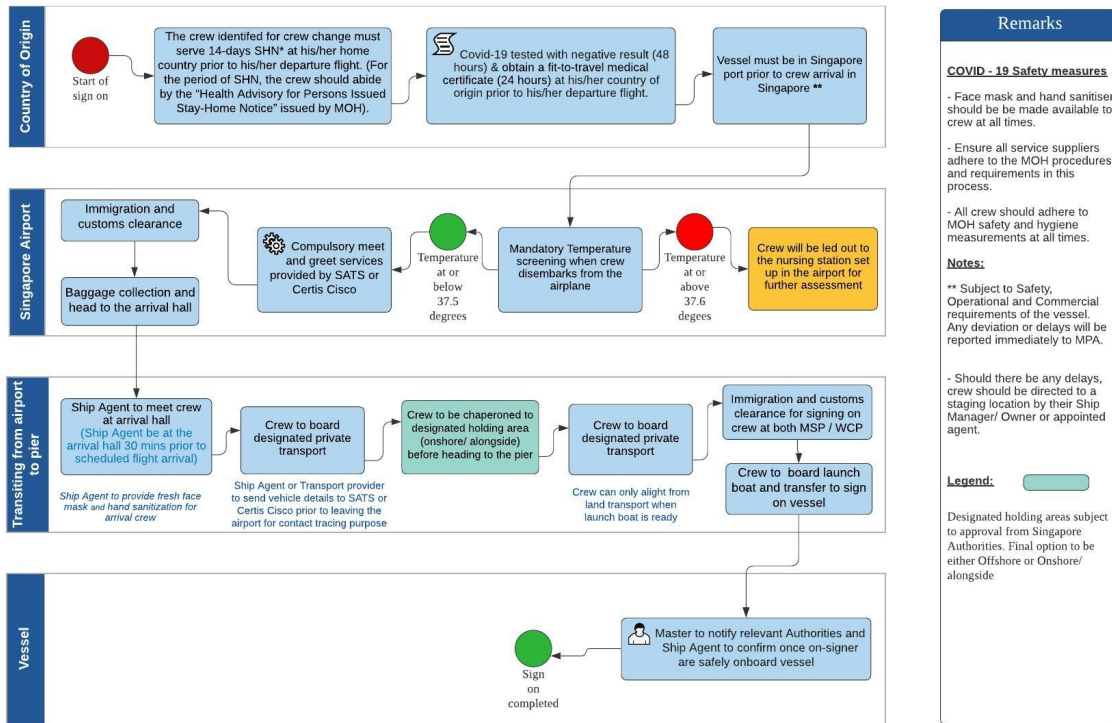 Country of Origin
Start of
sign on
The crew identifed for crew change must
serve 14-days SHN* at his/her home
country prior to his/her departure flight. (For
the period of SHN, the crew should abide
by the “Health Advisory for Persons Issued
Stay-Home Notice” issued by MOH).
Covid-19 tested with negative result (48
hours) & obtain a fit-to-travel medical
certificate (24 hours) at his/her country of
origin prior to his/her departure flight.
Vessel must be in Singapore
port prior to crew arrival in
Singapore **
Singapore Airport
Immigration and
customs clearance
Baggage collection and
head to the arrival hall
Compulsory meet
and greet services
provided by SATS or
Certis Cisco
Temperature
at or
below
37.5
degrees
Mandatory Temperature
screening when crew
disembarks from the
airplane
Temperature
at or
above
37.6
degees
Crew will be led out to
the nursing station set
up in the airport for
further assessment
Transiting from airport
to pier
Ship Agent to meet crew
at arrival hall
(Ship Agent be at the
arrival hall 30 mins prior to
scheduled flight arrival)
Ship Agent to provide fresh face
mask and hand sanitization for
arrival crew
Crew to board
designated private
transport
Ship Agent or Transport provider
to send vehicle details to SATS or
Certis Cisco prior to leaving the
airport for contact tracing purpose
Crew to be chaperoned to
designated holding area
(onshore/ alongside)
before heading to the pier
Crew to board
designated private
transport
Crew can only alight from
land transport when
launch boat is ready
Immigration and customs
clearance for signing on
crew at both MSP / WCP
Crew to board launch
boat and transfer to sign
on vessel
Vessel
Sign
on
completed
Master to notify relevant Authorities and
Ship Agent to confirm once on-signer
are safely onboard vessel
Remarks
COVID - 19 Safety measures
- Face mask and hand sanitiser
should be be made available to
crew at all times.
- Ensure all service suppliers
adhere to the MOH procedures
and requirements in this
process.
- All crew should adhere to
MOH safety and hygiene
measurements at all times.
Notes:
** Subject to Safety,
Operational and Commercial
requirements of the vessel.
Any deviation or delays will be
reported immediately to MPA.
- Should there be any delays,
crew should be directed to a
staging location by their Ship
Manager/ Owner or appointed
agent.
Legend:
Designated holding areas subject
to approval from Singapore
Authorities. Final option to be
either Offshore or Onshore/
alongside